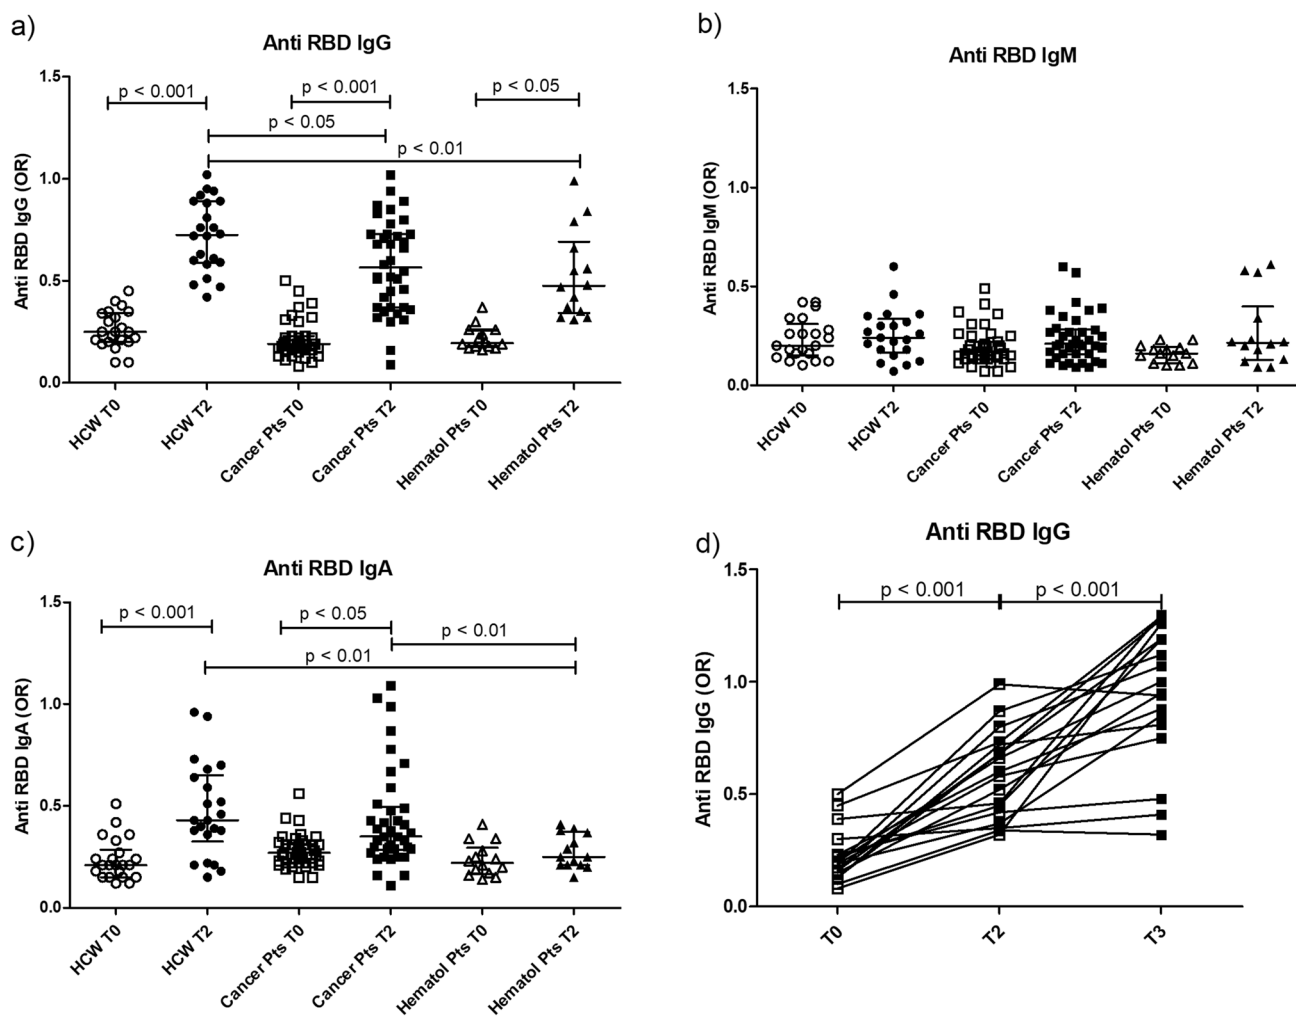 a)
Anti RBD IgG
Anti RBD IgG (OR)
1.5
1.0
0.5
0.0
p < 0.001
p < 0.001
p < 0.05
p < 0.05
p < 0.01
HCW T0
HCW T2
Cancer Pts T0
Cancer Pts T2
Hematol Pts T0
Hematol Pts T2
b)
Anti RBD IgM
Anti RBD IgM (OR)
1.5
1.0
0.5
0.0
HCW T0
HCW T2
Cancer Pts T0
Cancer Pts T2
Hematol Pts T0
Hematol Pts T2
c)
Anti RBD IgA
Anti RBD IgA (OR)
1.5
1.0
0.5
0.0
p < 0.001
p < 0.05
p < 0.01
p < 0.01
HCW T0
HCW T2
Cancer Pts T0
Cancer Pts T2
Hematol Pts T0
Hematol Pts T2
d)
Anti RBD IgG
Anti RBD IgG (OR)
1.5
1.0
0.5
0.0
p < 0.001
p < 0.001
T0
T2
T3